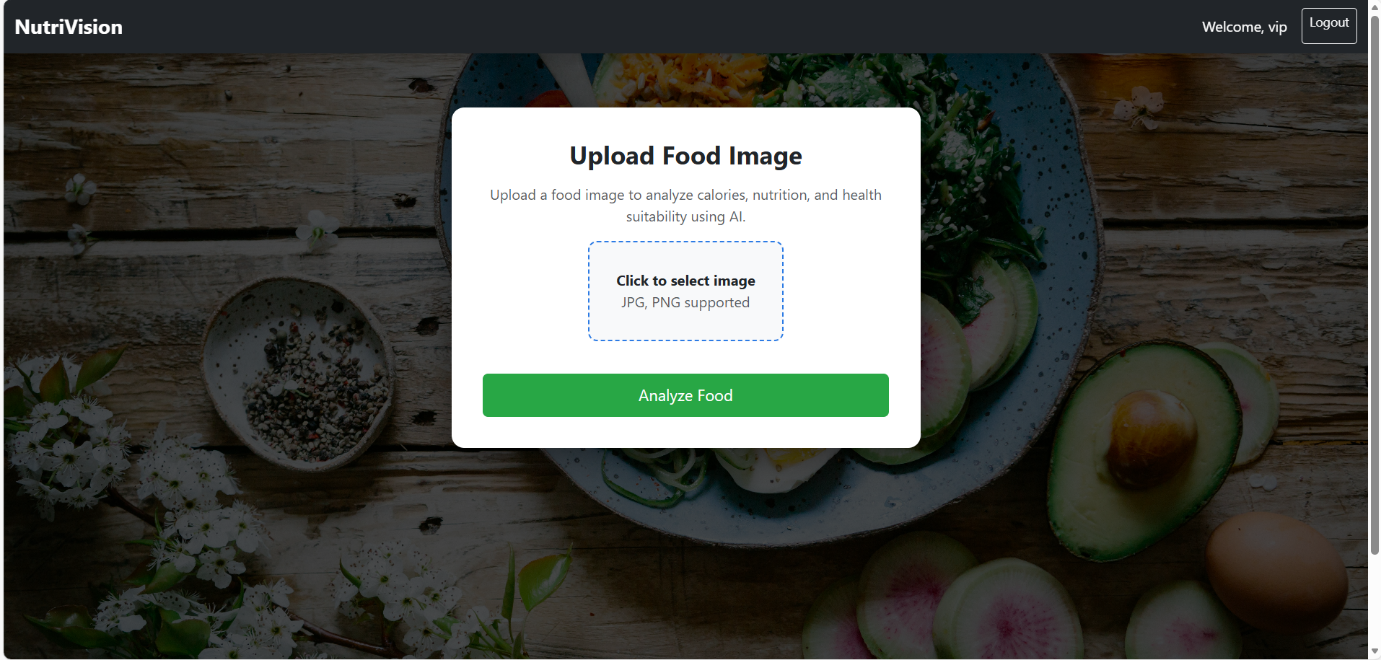 NutriVision
Welcome, vip
Logout
Upload Food Image
Upload a food image to analyze calories, nutrition, and health
suitability using AI.
Click to select image
JPG, PNG supported
Analyze Food